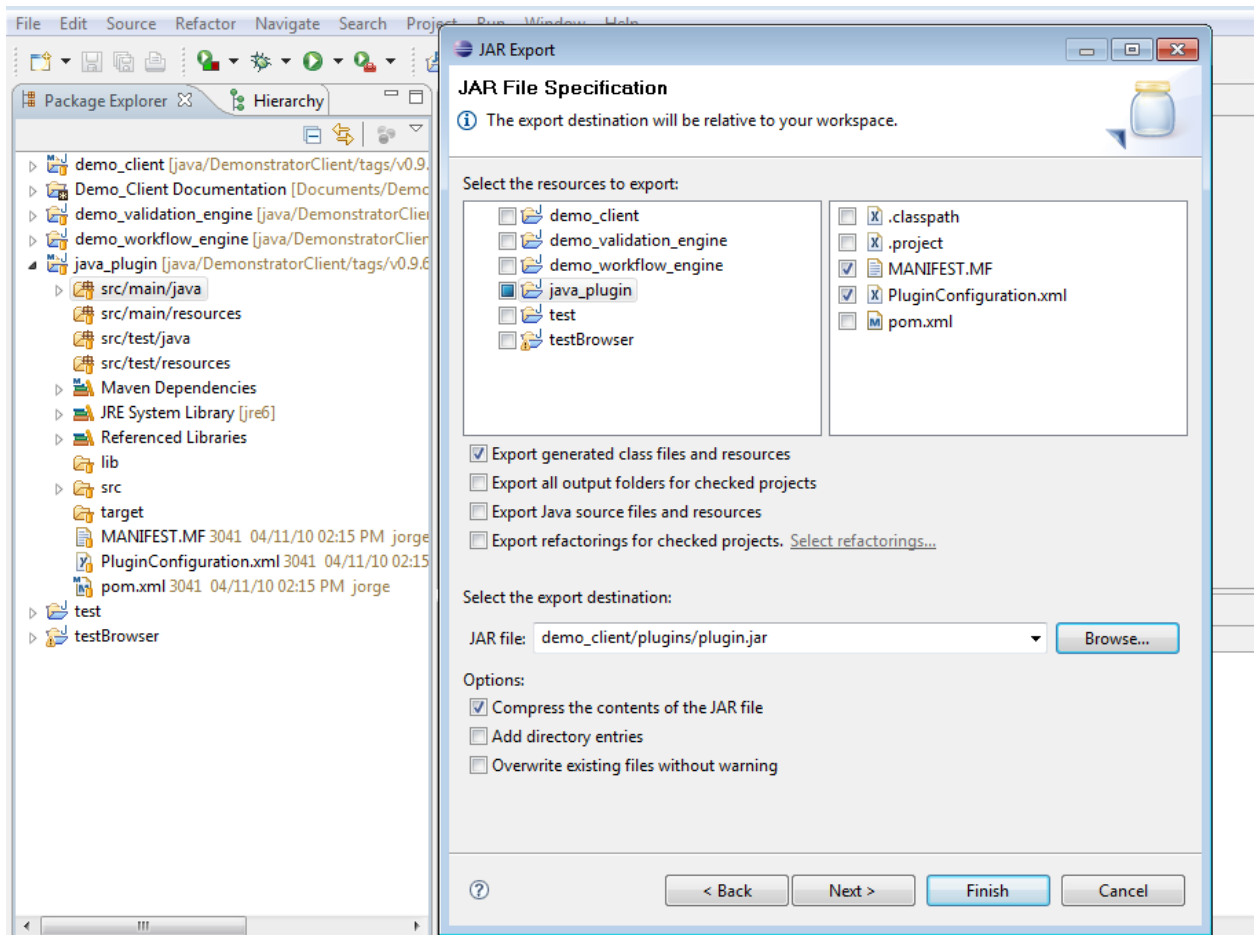 File Edit Source Refactor Navigate Search Project Run Window Help
Package Explorer Hierarchy
demo_client [java/DemonstratorClient/tags/v0.9.
Demo_Client Documentation [Documents/Demc
demo_validation_engine [java/DemonstratorClier
demo_workflow_engine [java/DemonstratorClier
java_plugin [java/DemonstratorClient/tags/v0.9.6
src/main/java
src/main/resources
src/test/java
src/test/resources
Maven Dependencies
JRE System Library [jre6]
Referenced Libraries
lib
src
target
MANIFEST.MF 3041 04/11/10 02:15 PM jorge
PluginConfiguration.xml 3041 04/11/10 02:15
pom.xml 3041 04/11/10 02:15 PM jorge
test
testBrowser
JAR Export
JAR File Specification
The export destination will be relative to your workspace.
Select the resources to export:
demo_client
demo_validation_engine
demo_workflow_engine
java_plugin
test
testBrowser
.classpath
.project
MANIFEST.MF
PluginConfiguration.xml
pom.xml
Export generated class files and resources
Export all output folders for checked projects
Export Java source files and resources
Export refactorings for checked projects. Select refactorings...
Select the export destination:
JAR file: demo_client/plugins/plugin.jar Browse...
Options:
Compress the contents of the JAR file
Add directory entries
Overwrite existing files without warning
< Back Next > Finish Cancel